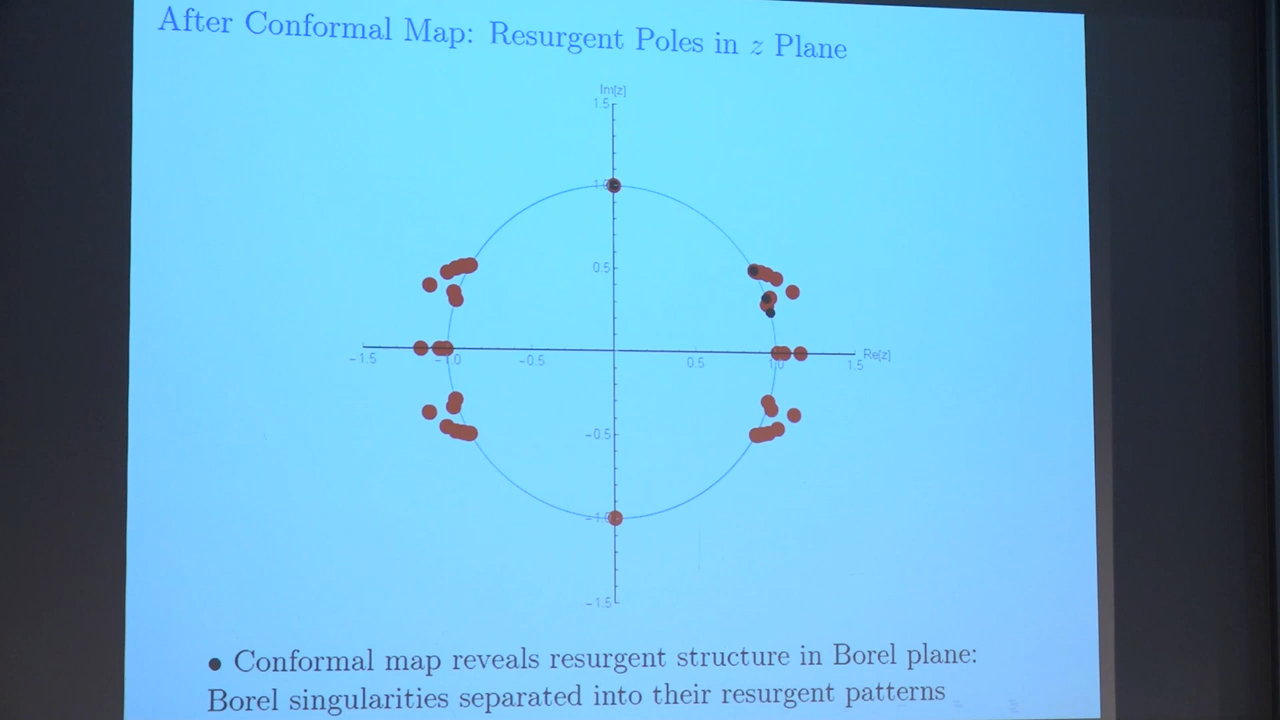 After Conformal Map: Resurgent Poles in z Plane
Im[z]
1.5
1.0
0.5
−1.5
−1.0
−0.5
0.5
1.0
1.5
Re[z]
−0.5
−1.0
−1.5
● Conformal map reveals resurgent structure in Borel plane:
Borel singularities separated into their resurgent patterns